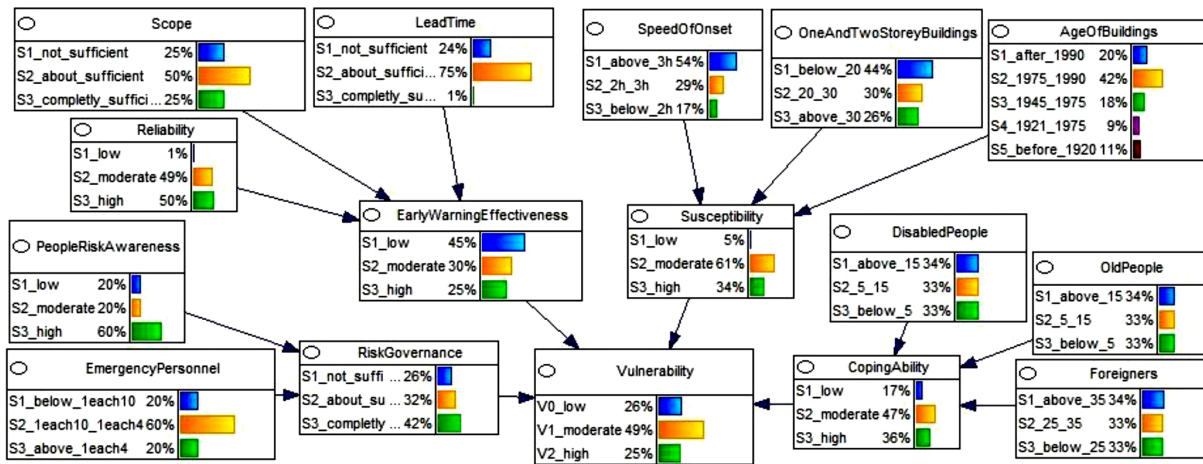 Scope
S1_not_sufficient 25%
S2_about_sufficient 50%
S3_completly_suffici ... 25%
LeadTime
S1_not_sufficient 24%
S2_about_suffici... 75%
S3_completly_su... 1%
SpeedOfOnset
S1_above_3h 54%
S2_2h_3h 29%
S3_below_2h 17%
OneAndTwoStoreyBuildings
S1_below_20 44%
S2_20_30 30%
S3_above_30 26%
AgeOfBuildings
S1_after_1990 20%
S2_1975_1990 42%
S3_1945_1975 18%
S4_1921_1975 9%
S5_before_1920 11%
Reliability
S1_low 1%
S2_moderate 49%
S3_high 50%
EarlyWarningEffectiveness
S1_low 45%
S2_moderate 30%
S3_high 25%
Susceptibility
S1_low 5%
S2_moderate 61%
S3_high 34%
PeopleRiskAwareness
S1_low 20%
S2_moderate 20%
S3_high 60%
DisabledPeople
S1_above_15 34%
S2_5_15 33%
S3_below_5 33%
OldPeople
S1_above_15 34%
S2_5_15 33%
S3_below_5 33%
EmergencyPersonnel
S1_below_1each10 20%
S2_1each10_1each4 60%
S3_above_1each4 20%
RiskGovernance
S1_not_suffi ... 26%
S2_about_su ... 32%
S3_completly ... 42%
Vulnerability
V0_low 26%
V1_moderate 49%
V2_high 25%
CopingAbility
S1_low 17%
S2_moderate 47%
S3_high 36%
Foreigners
S1_above_35 34%
S2_25_35 33%
S3_below_25 33%